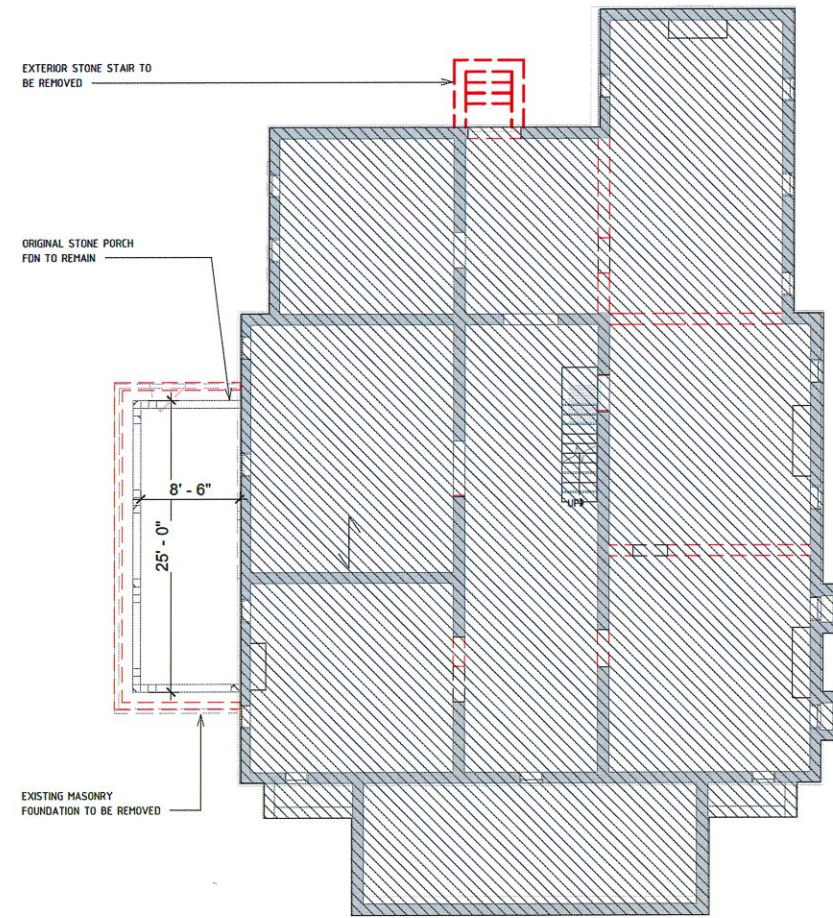 EXTERIOR STONE STAIR TO
BE REMOVED
ORIGINAL STONE PORCH
FDN TO REMAIN
8' - 6"
25' - 0"
UP
EXISTING MASONRY
FOUNDATION TO BE REMOVED